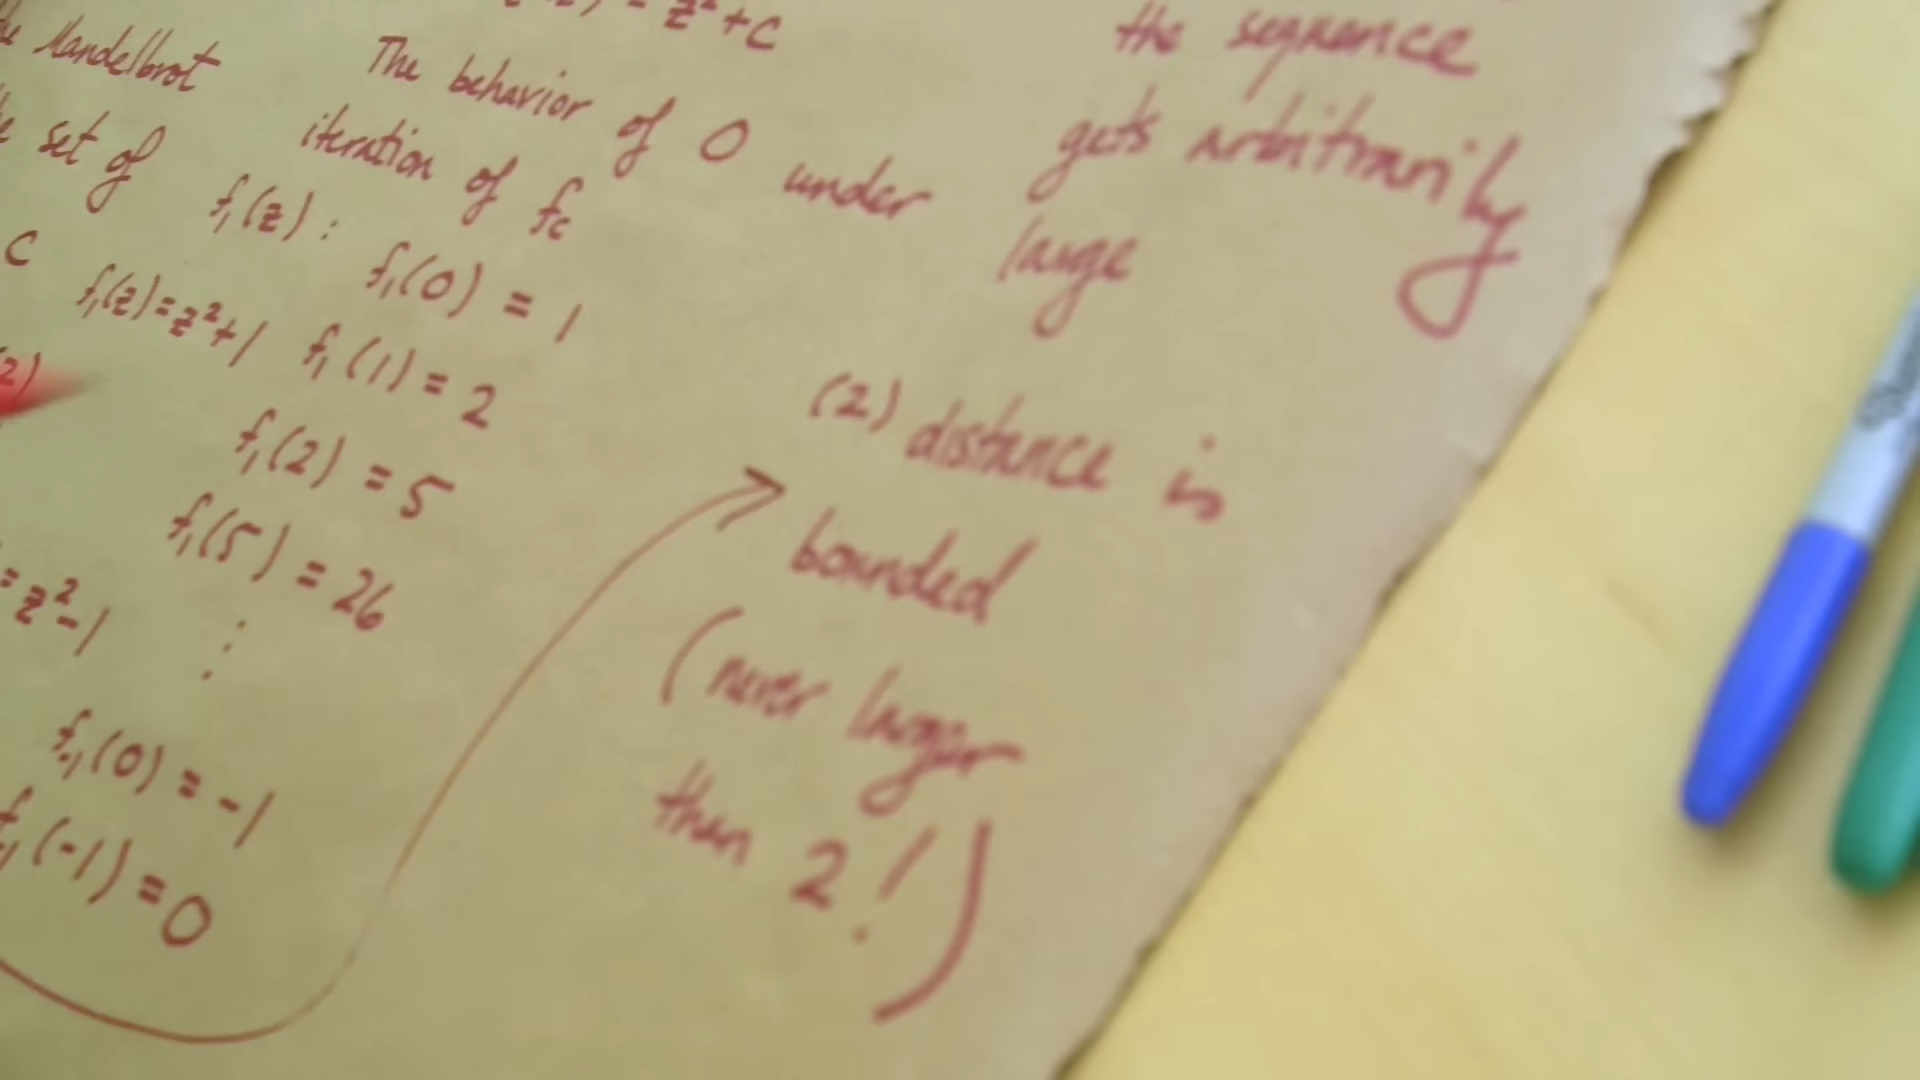 Mandelbrot
set of
C
z² + C
The behavior of 0 under
iteration of f_c
f₁(z):
f₁(z) = z² + 1
f₁(0) = 1
f₁(1) = 2
f₁(2) = 5
f₁(5) = 26
⋮
= z² - 1
f₋₁(0) = -1
f₋₁(-1) = 0
the sequence
gets arbitrarily
large
(2) distance is
bounded
(never larger
than 2!)